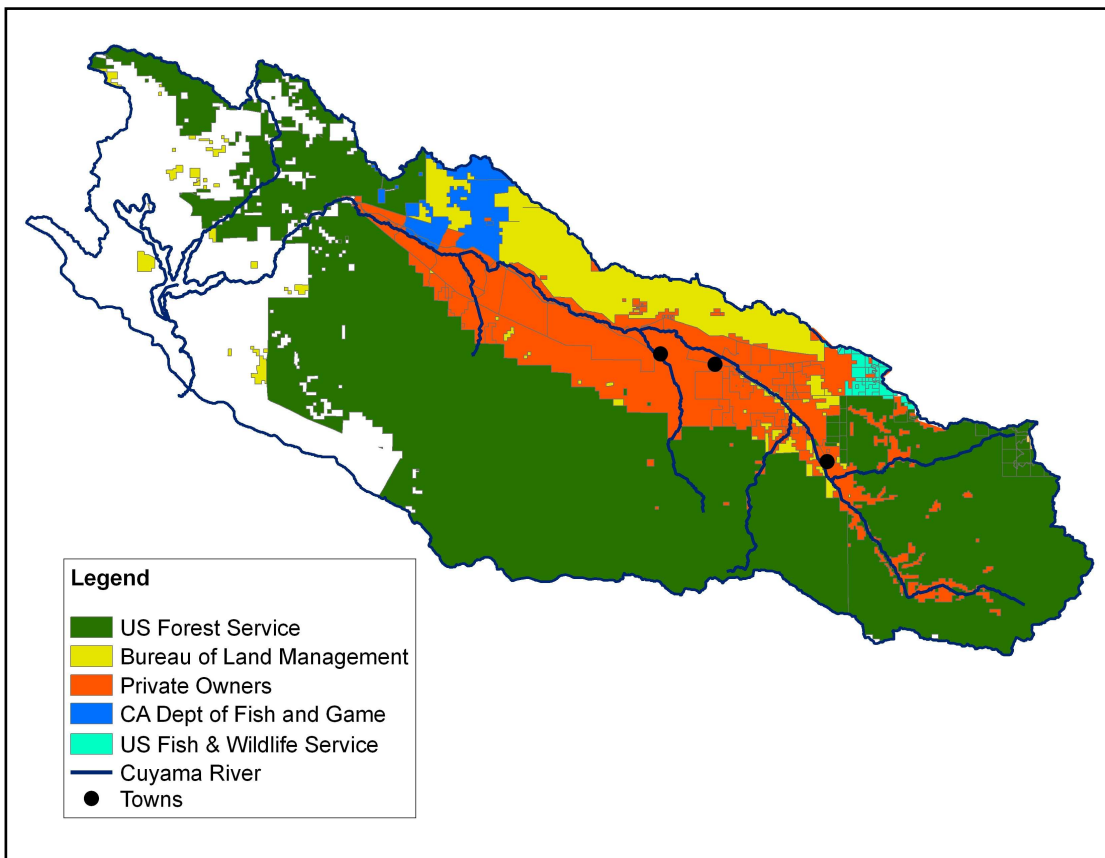 Legend
US Forest Service
Bureau of Land Management
Private Owners
CA Dept of Fish and Game
US Fish & Wildlife Service
Cuyama River
Towns